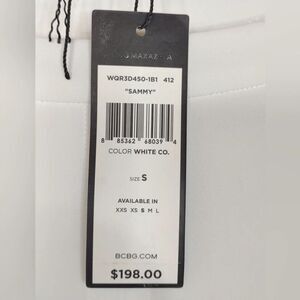 WQR3D450-1B1 412
"SAMMY"
8 85362 68039 4
COLOR WHITE CO.
SIZE S
AVAILABLE IN
XXS XS S M L
BCBG.COM
$198.00